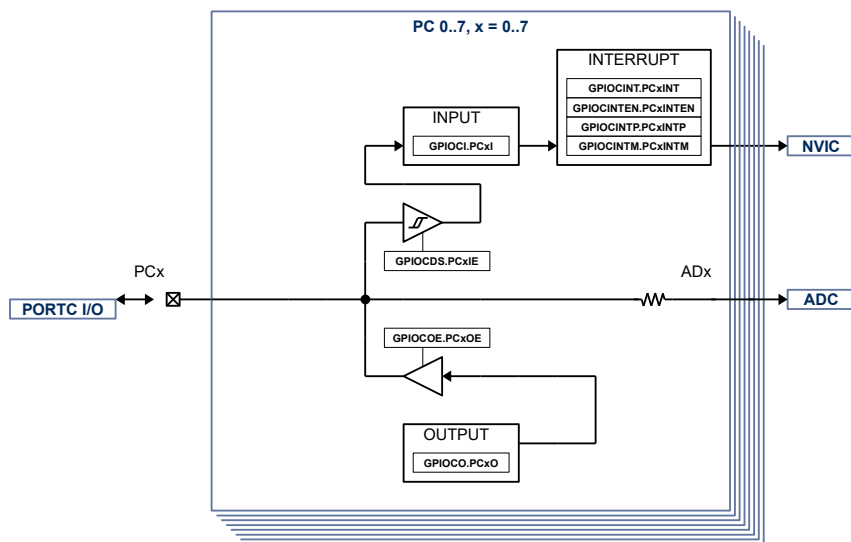 PC 0..7, x = 0..7
INTERRUPT
GPIOCINT.PCxINT
GPIOCINTEN.PCxINTEN
GPIOCINTP.PCxINTP
GPIOCINTM.PCxINTM
INPUT
GPIOCI.PCxI
NVIC
GPIOCDS.PCxIE
PCx
ADx
PORTC I/O
ADC
GPIOCOE.PCxOE
OUTPUT
GPIOCO.PCxO